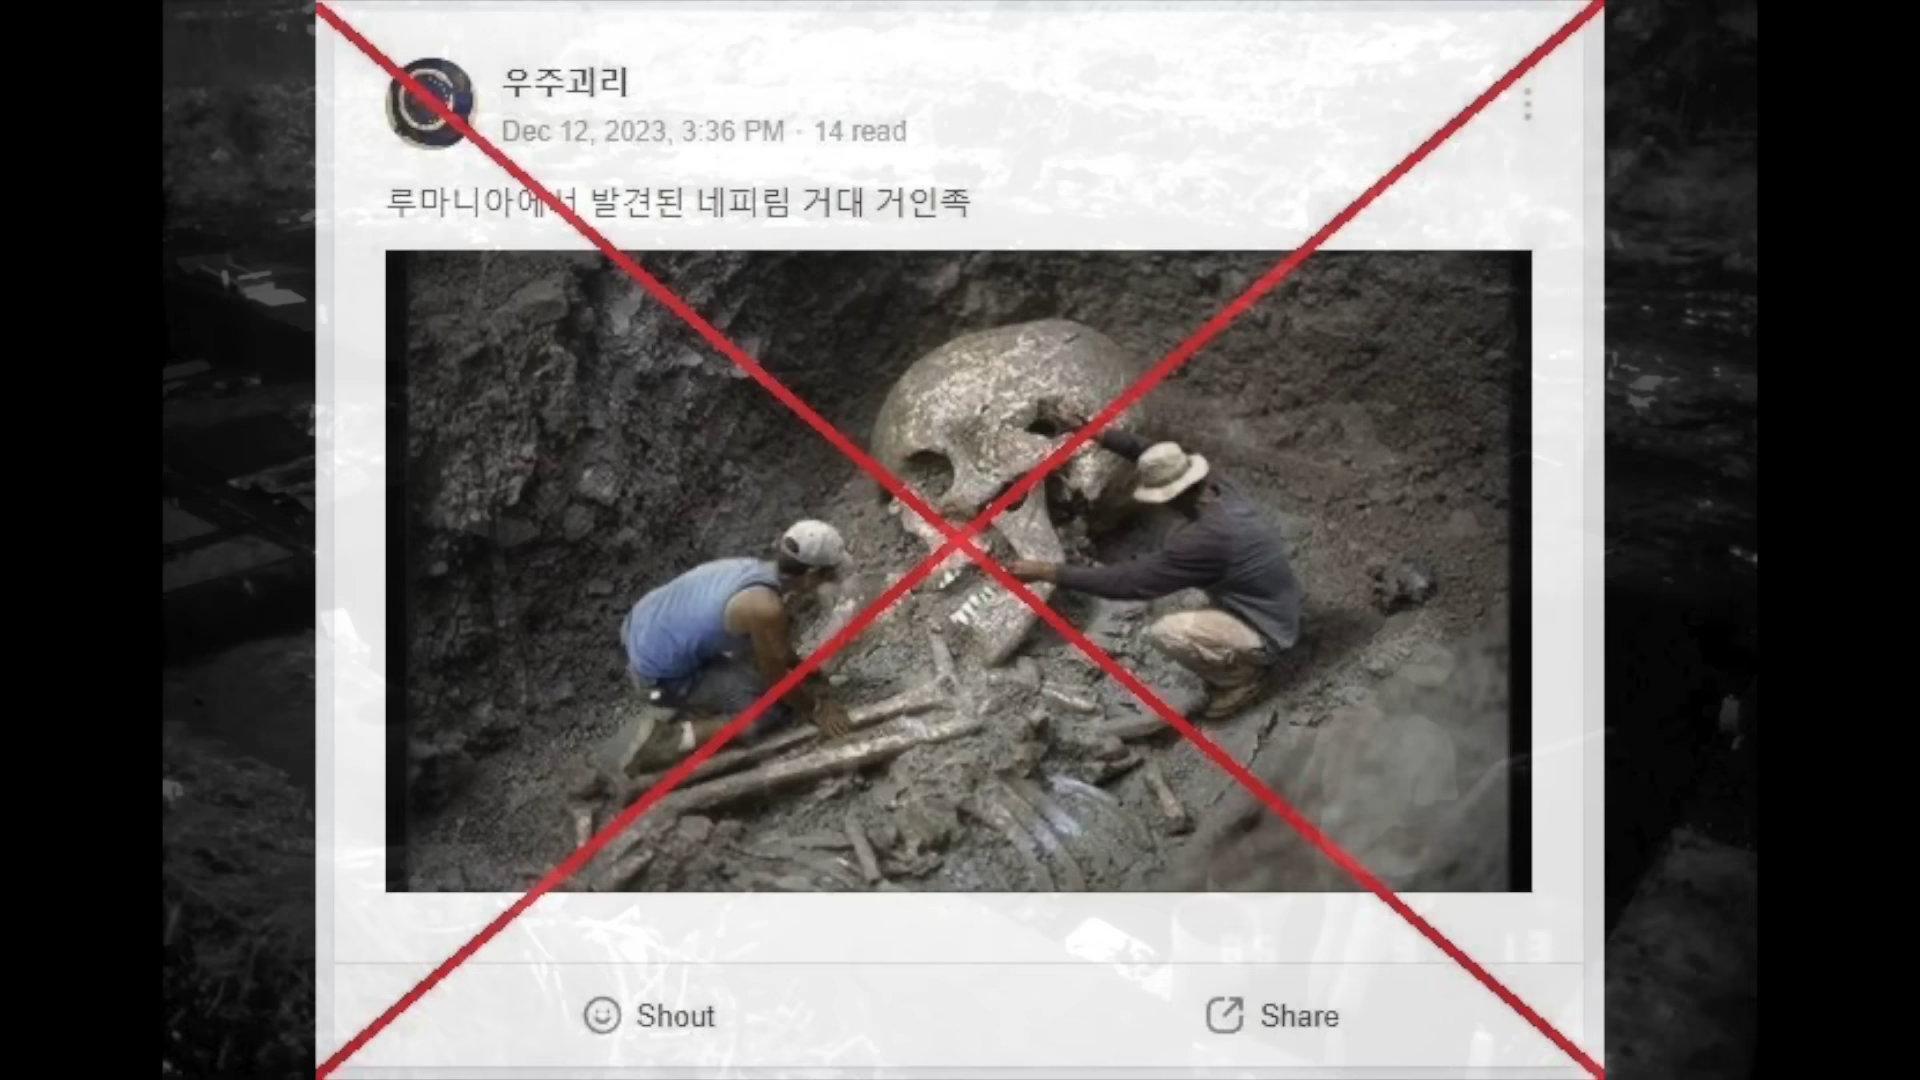 우주괴리
Dec 12, 2023, 3:36 PM · 14 read
루마니아에서 발견된 네피림 거대 거인족
Shout
Share